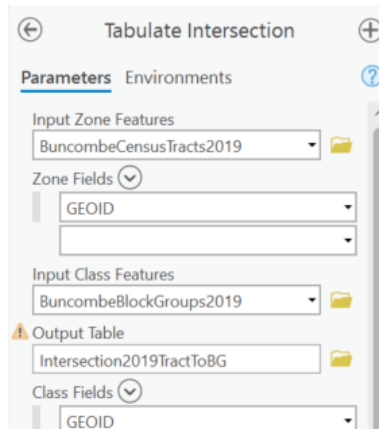 Tabulate Intersection
Parameters Environments
Input Zone Features
BuncombeCensusTracts2019
Zone Fields
GEOID
Input Class Features
BuncombeBlockGroups2019
Output Table
Intersection2019TractToBG
Class Fields
GEOID